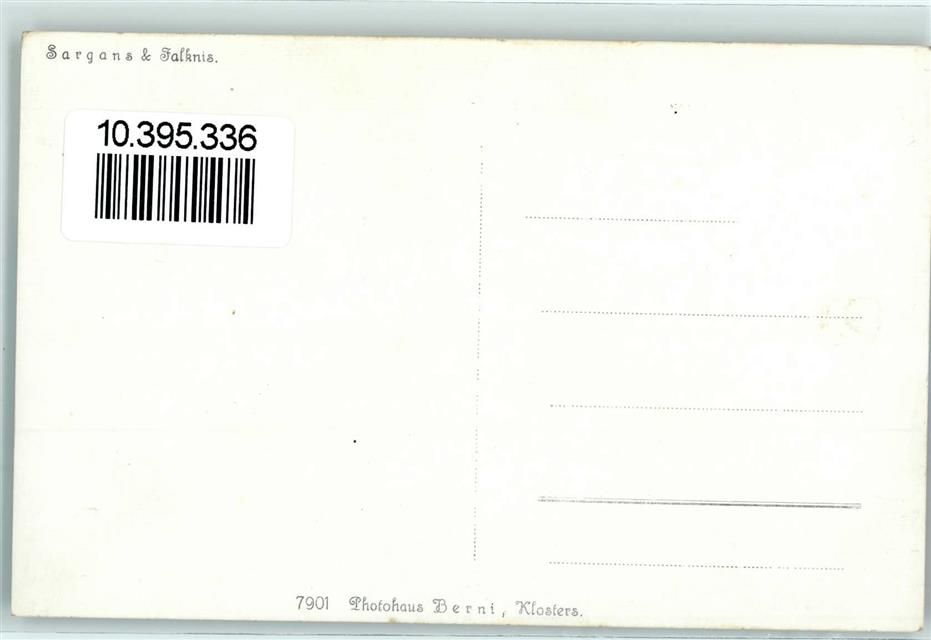 Sargans & Falknis.
10.395.336
7901 Photohaus Berni, Klosters.